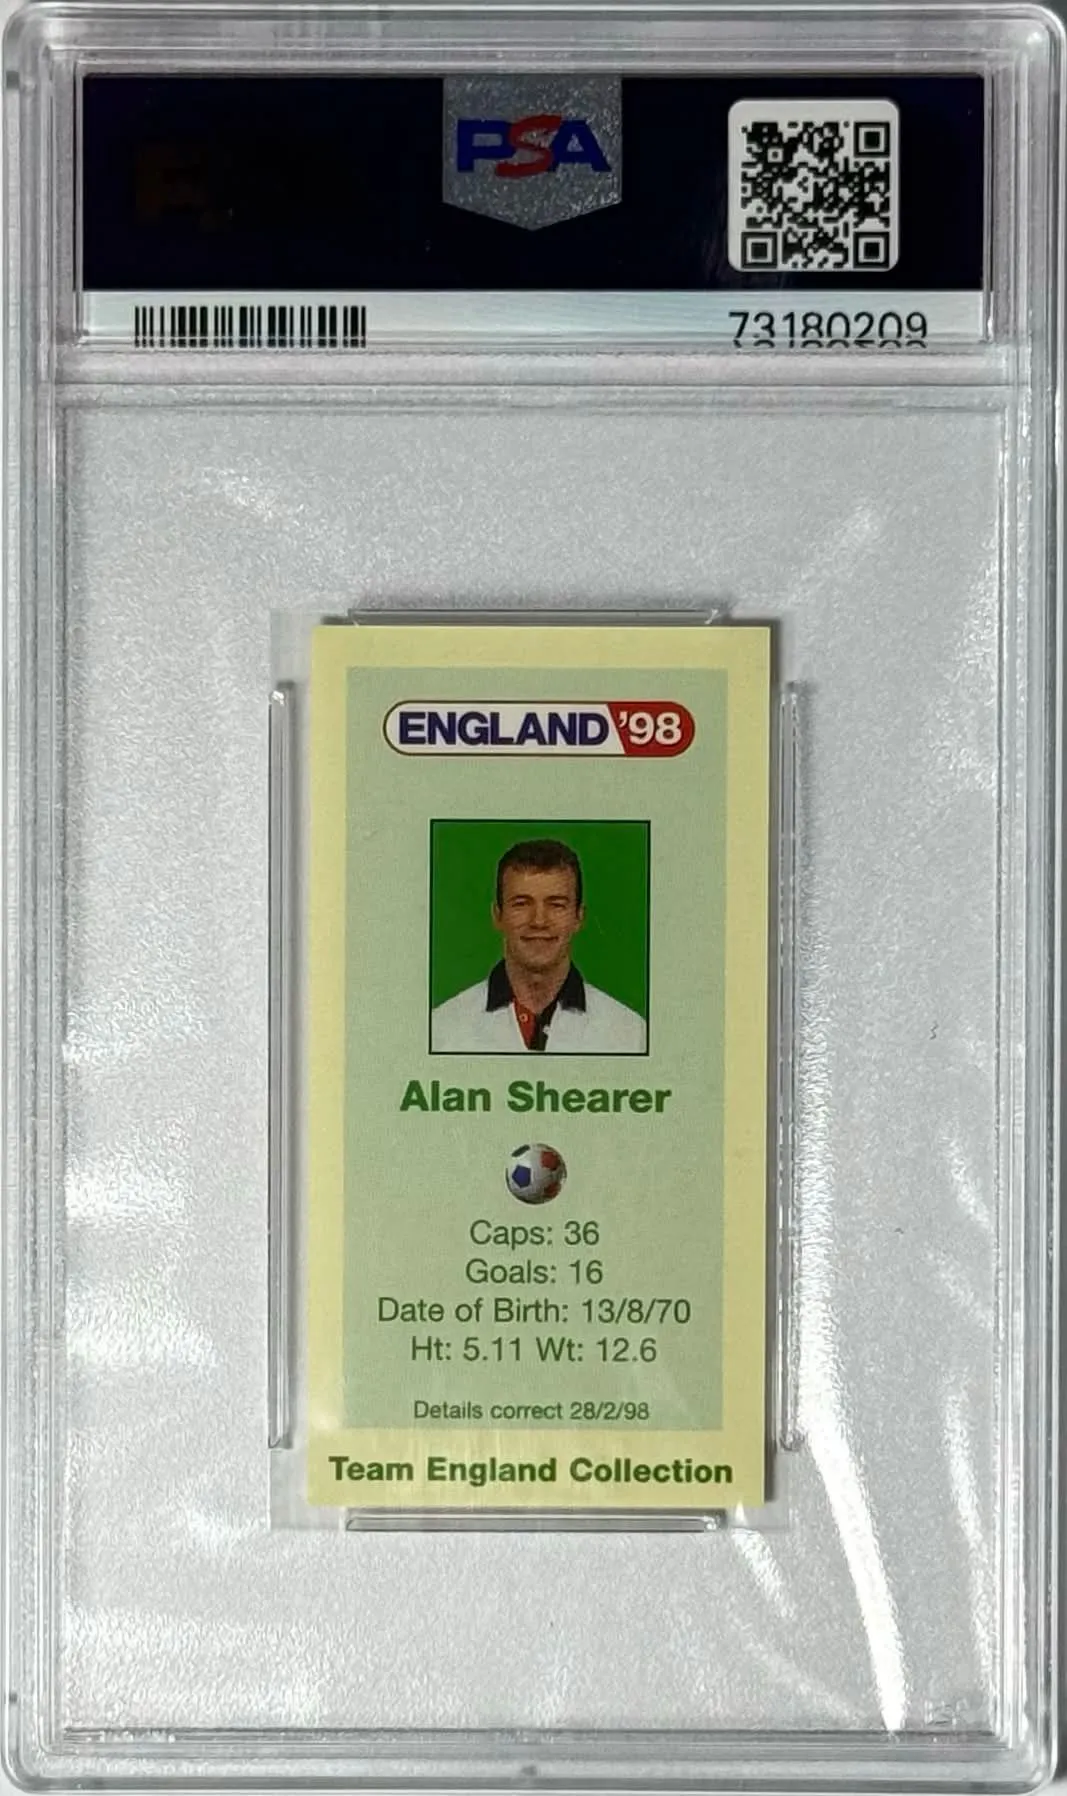 PSA
73180209
ENGLAND '98
Alan Shearer
Caps: 36
Goals: 16
Date of Birth: 13/8/70
Ht: 5.11 Wt: 12.6
Details correct 28/2/98
Team England Collection